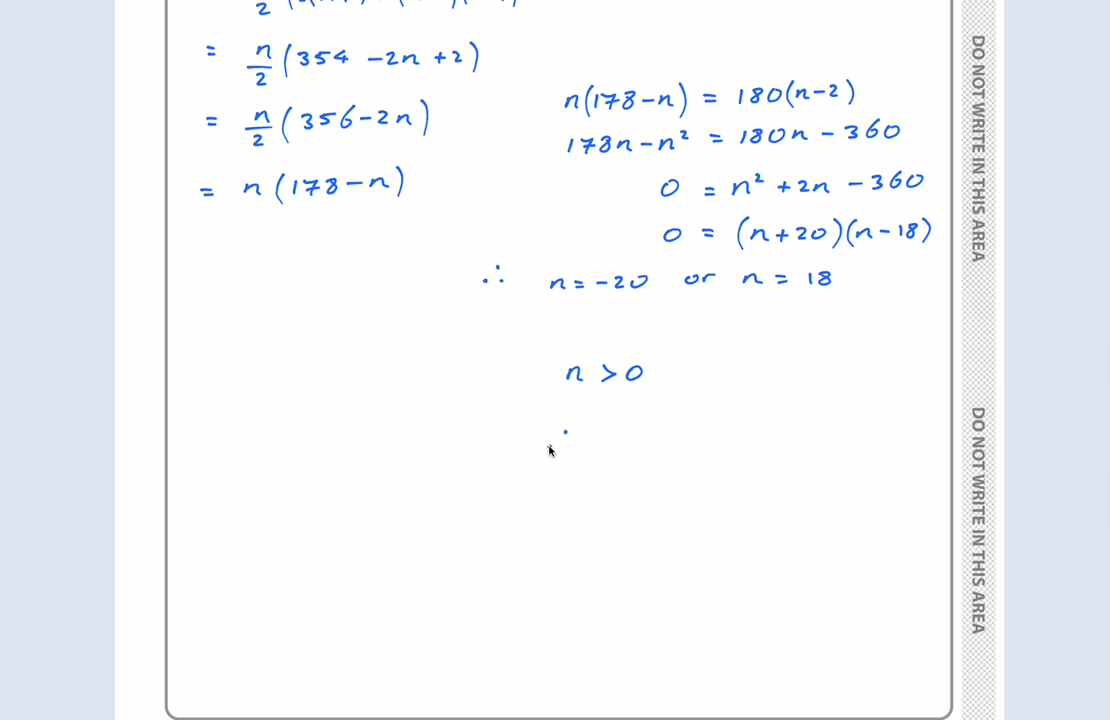 = n/2 (354 - 2n + 2)
= n/2 (356 - 2n)
= n (178 - n)
n(178 - n) = 180(n - 2)
178n - n² = 180n - 360
0 = n² + 2n - 360
0 = (n + 20)(n - 18)
∴ n = -20 or n = 18
n > 0
DO NOT WRITE IN THIS AREA
DO NOT WRITE IN THIS AREA